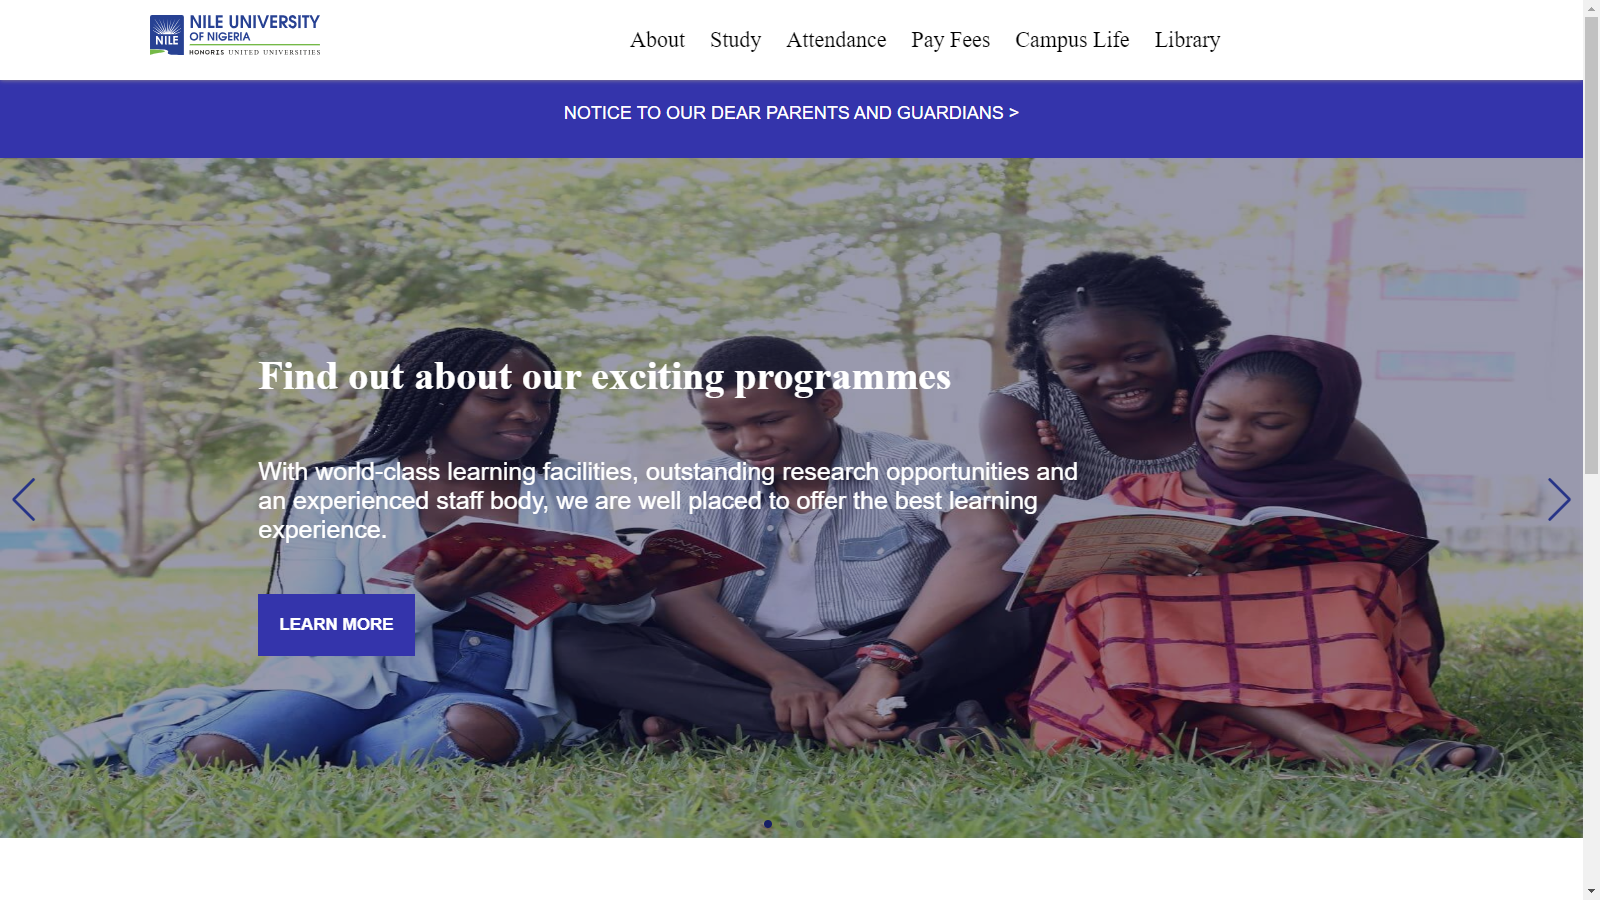 NILE UNIVERSITY
OF NIGERIA
NILE
HONORIS UNITED UNIVERSITIES
About Study Attendance Pay Fees Campus Life Library
NOTICE TO OUR DEAR PARENTS AND GUARDIANS >
Find out about our exciting programmes
With world-class learning facilities, outstanding research opportunities and
an experienced staff body, we are well placed to offer the best learning
experience.
LEARNING
LEARN MORE